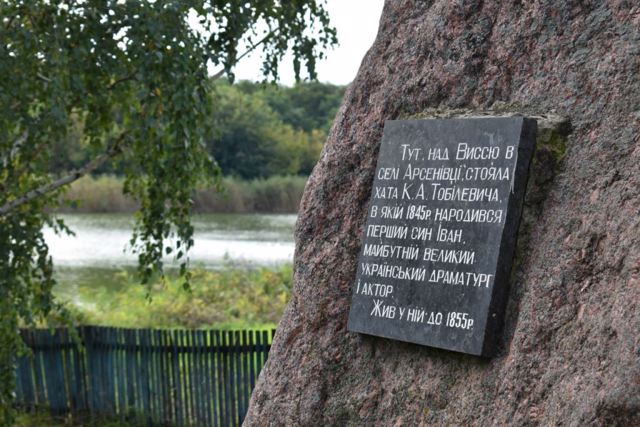 Тут, над Виссю в
селі Арсенівці, стояла
хата К.А. Тобілевича,
в якій 1845р. народився
перший син Іван,
майбутній великий
український драматург
і актор.
Жив у ній до 1855р.